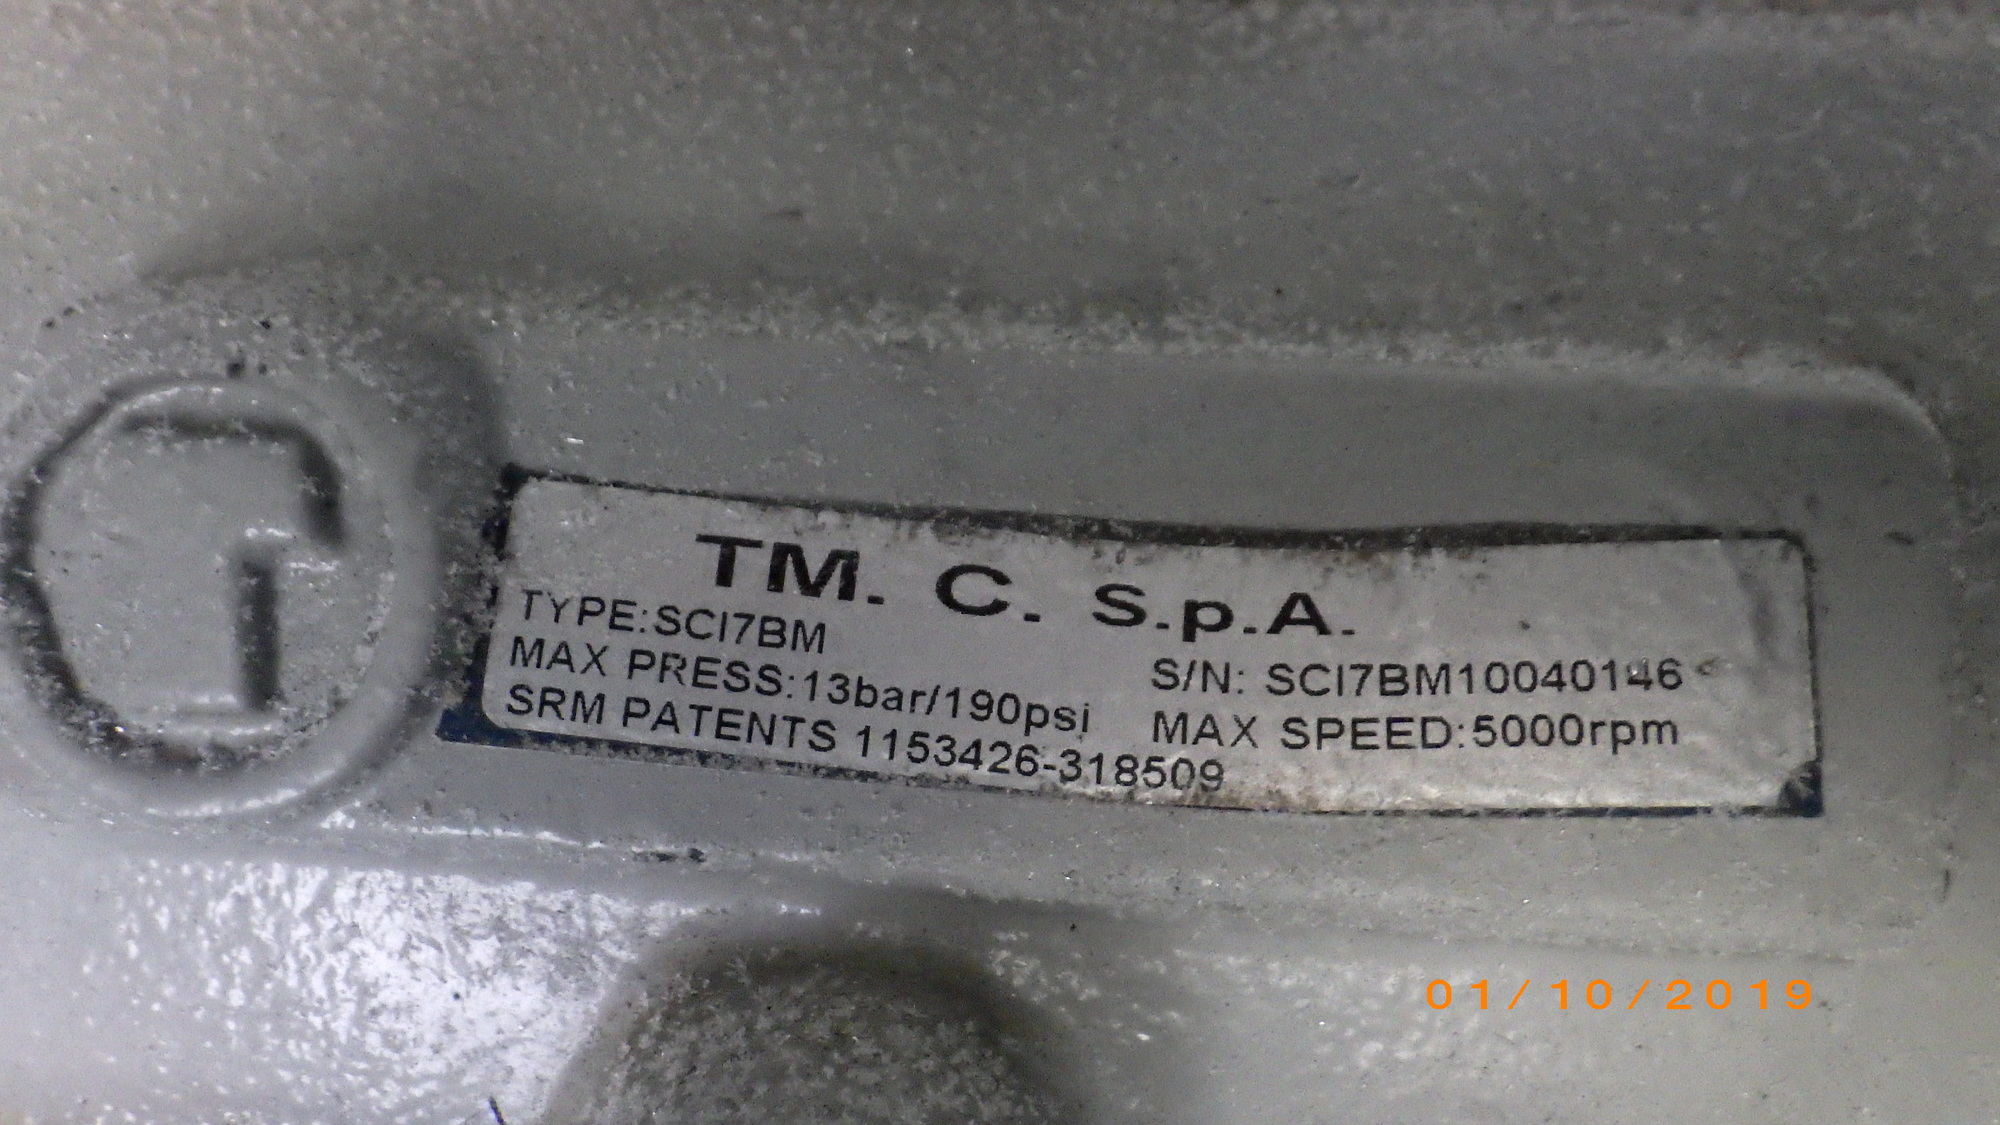 TM. C. S.p.A.
TYPE:SCI7BM
S/N: SCI7BM10040146
MAX PRESS:13bar/190psi
MAX SPEED:5000rpm
SRM PATENTS 1153426-318509
01/10/2019